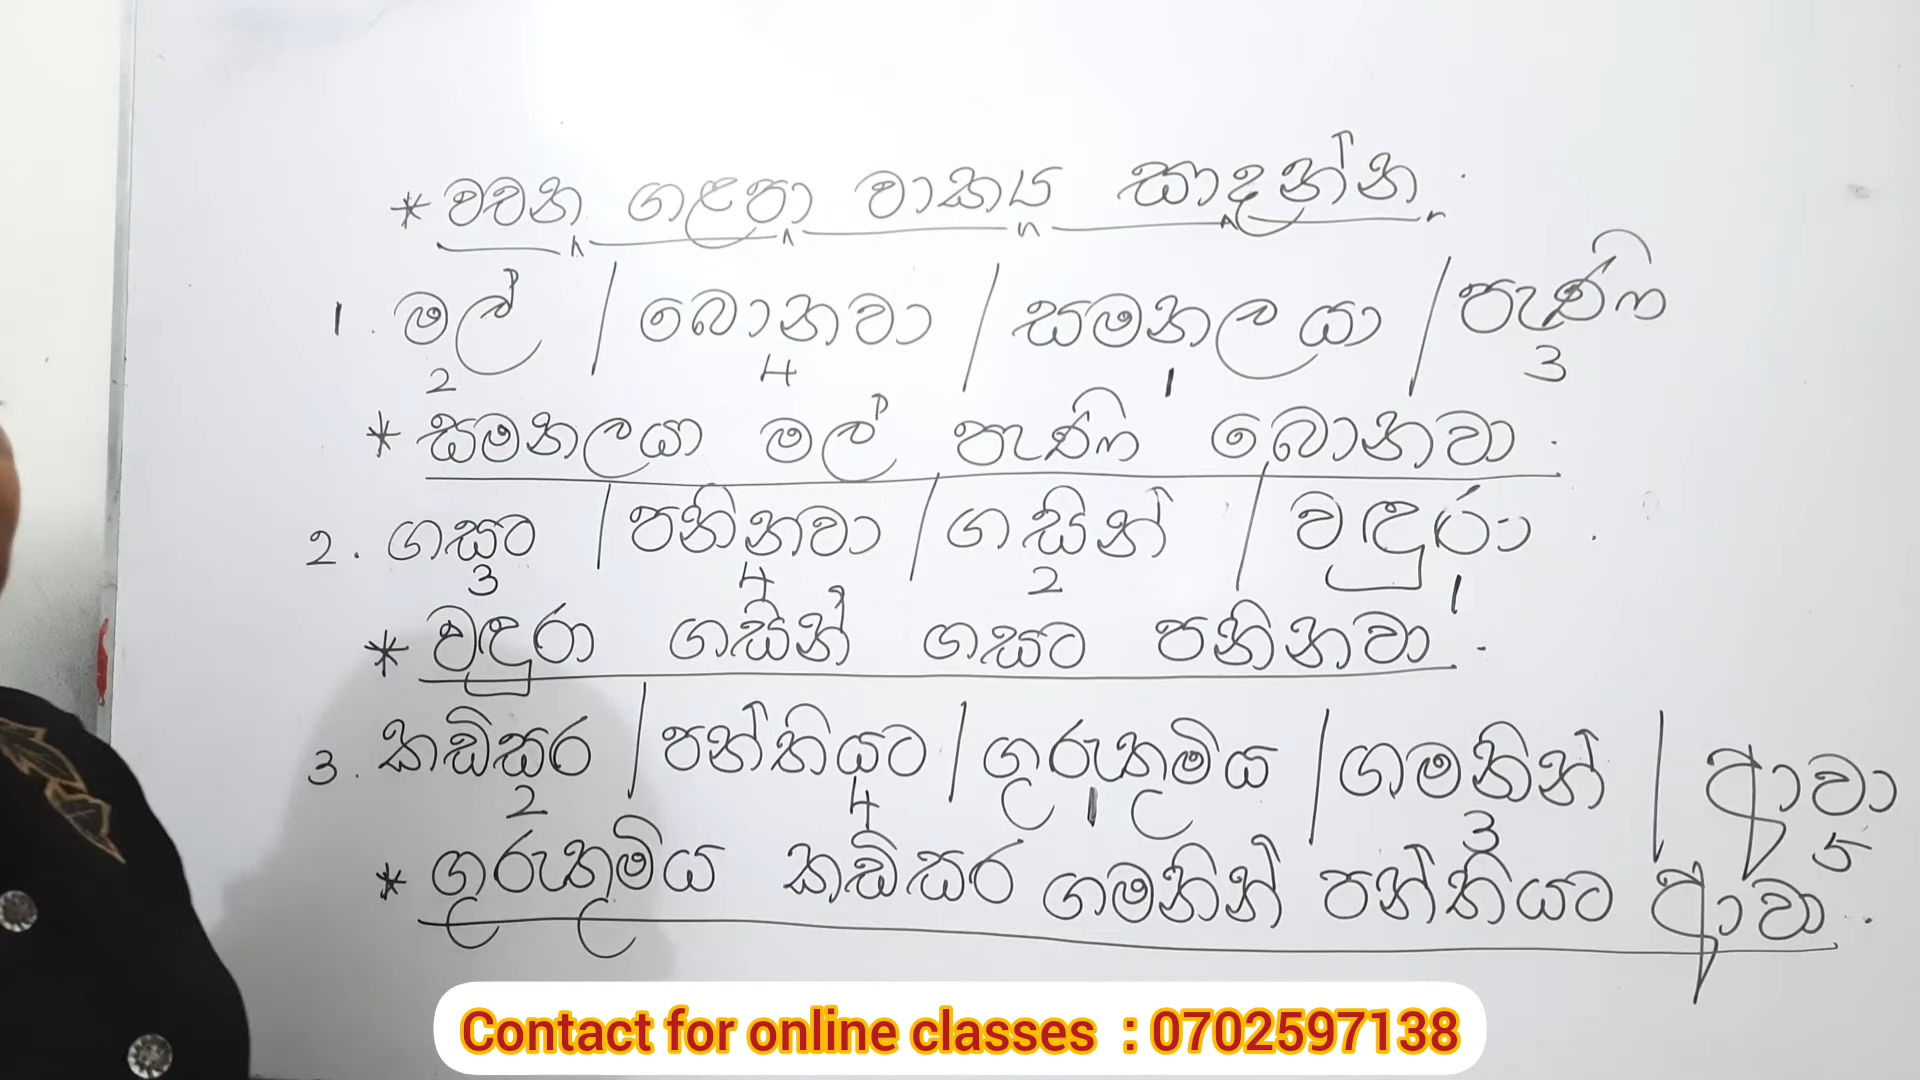 * වචන ගළපා වාක්‍ය සාදන්න.
1. මල් / බොනවා / සමනලයා / පැණි
2 4 1 3
* සමනලයා මල් පැණි බොනවා.
2. ගසට / පනිනවා / ගසින් / වඳුරා.
3 4 2 1
* වඳුරා ගසින් ගසට පනිනවා.
3. කඩිසර / පන්තියට / ගුරුතුමිය / ගමනින් / ආවා
2 4 1 3 5
* ගුරුතුමිය කඩිසර ගමනින් පන්තියට ආවා.
Contact for online classes : 0702597138